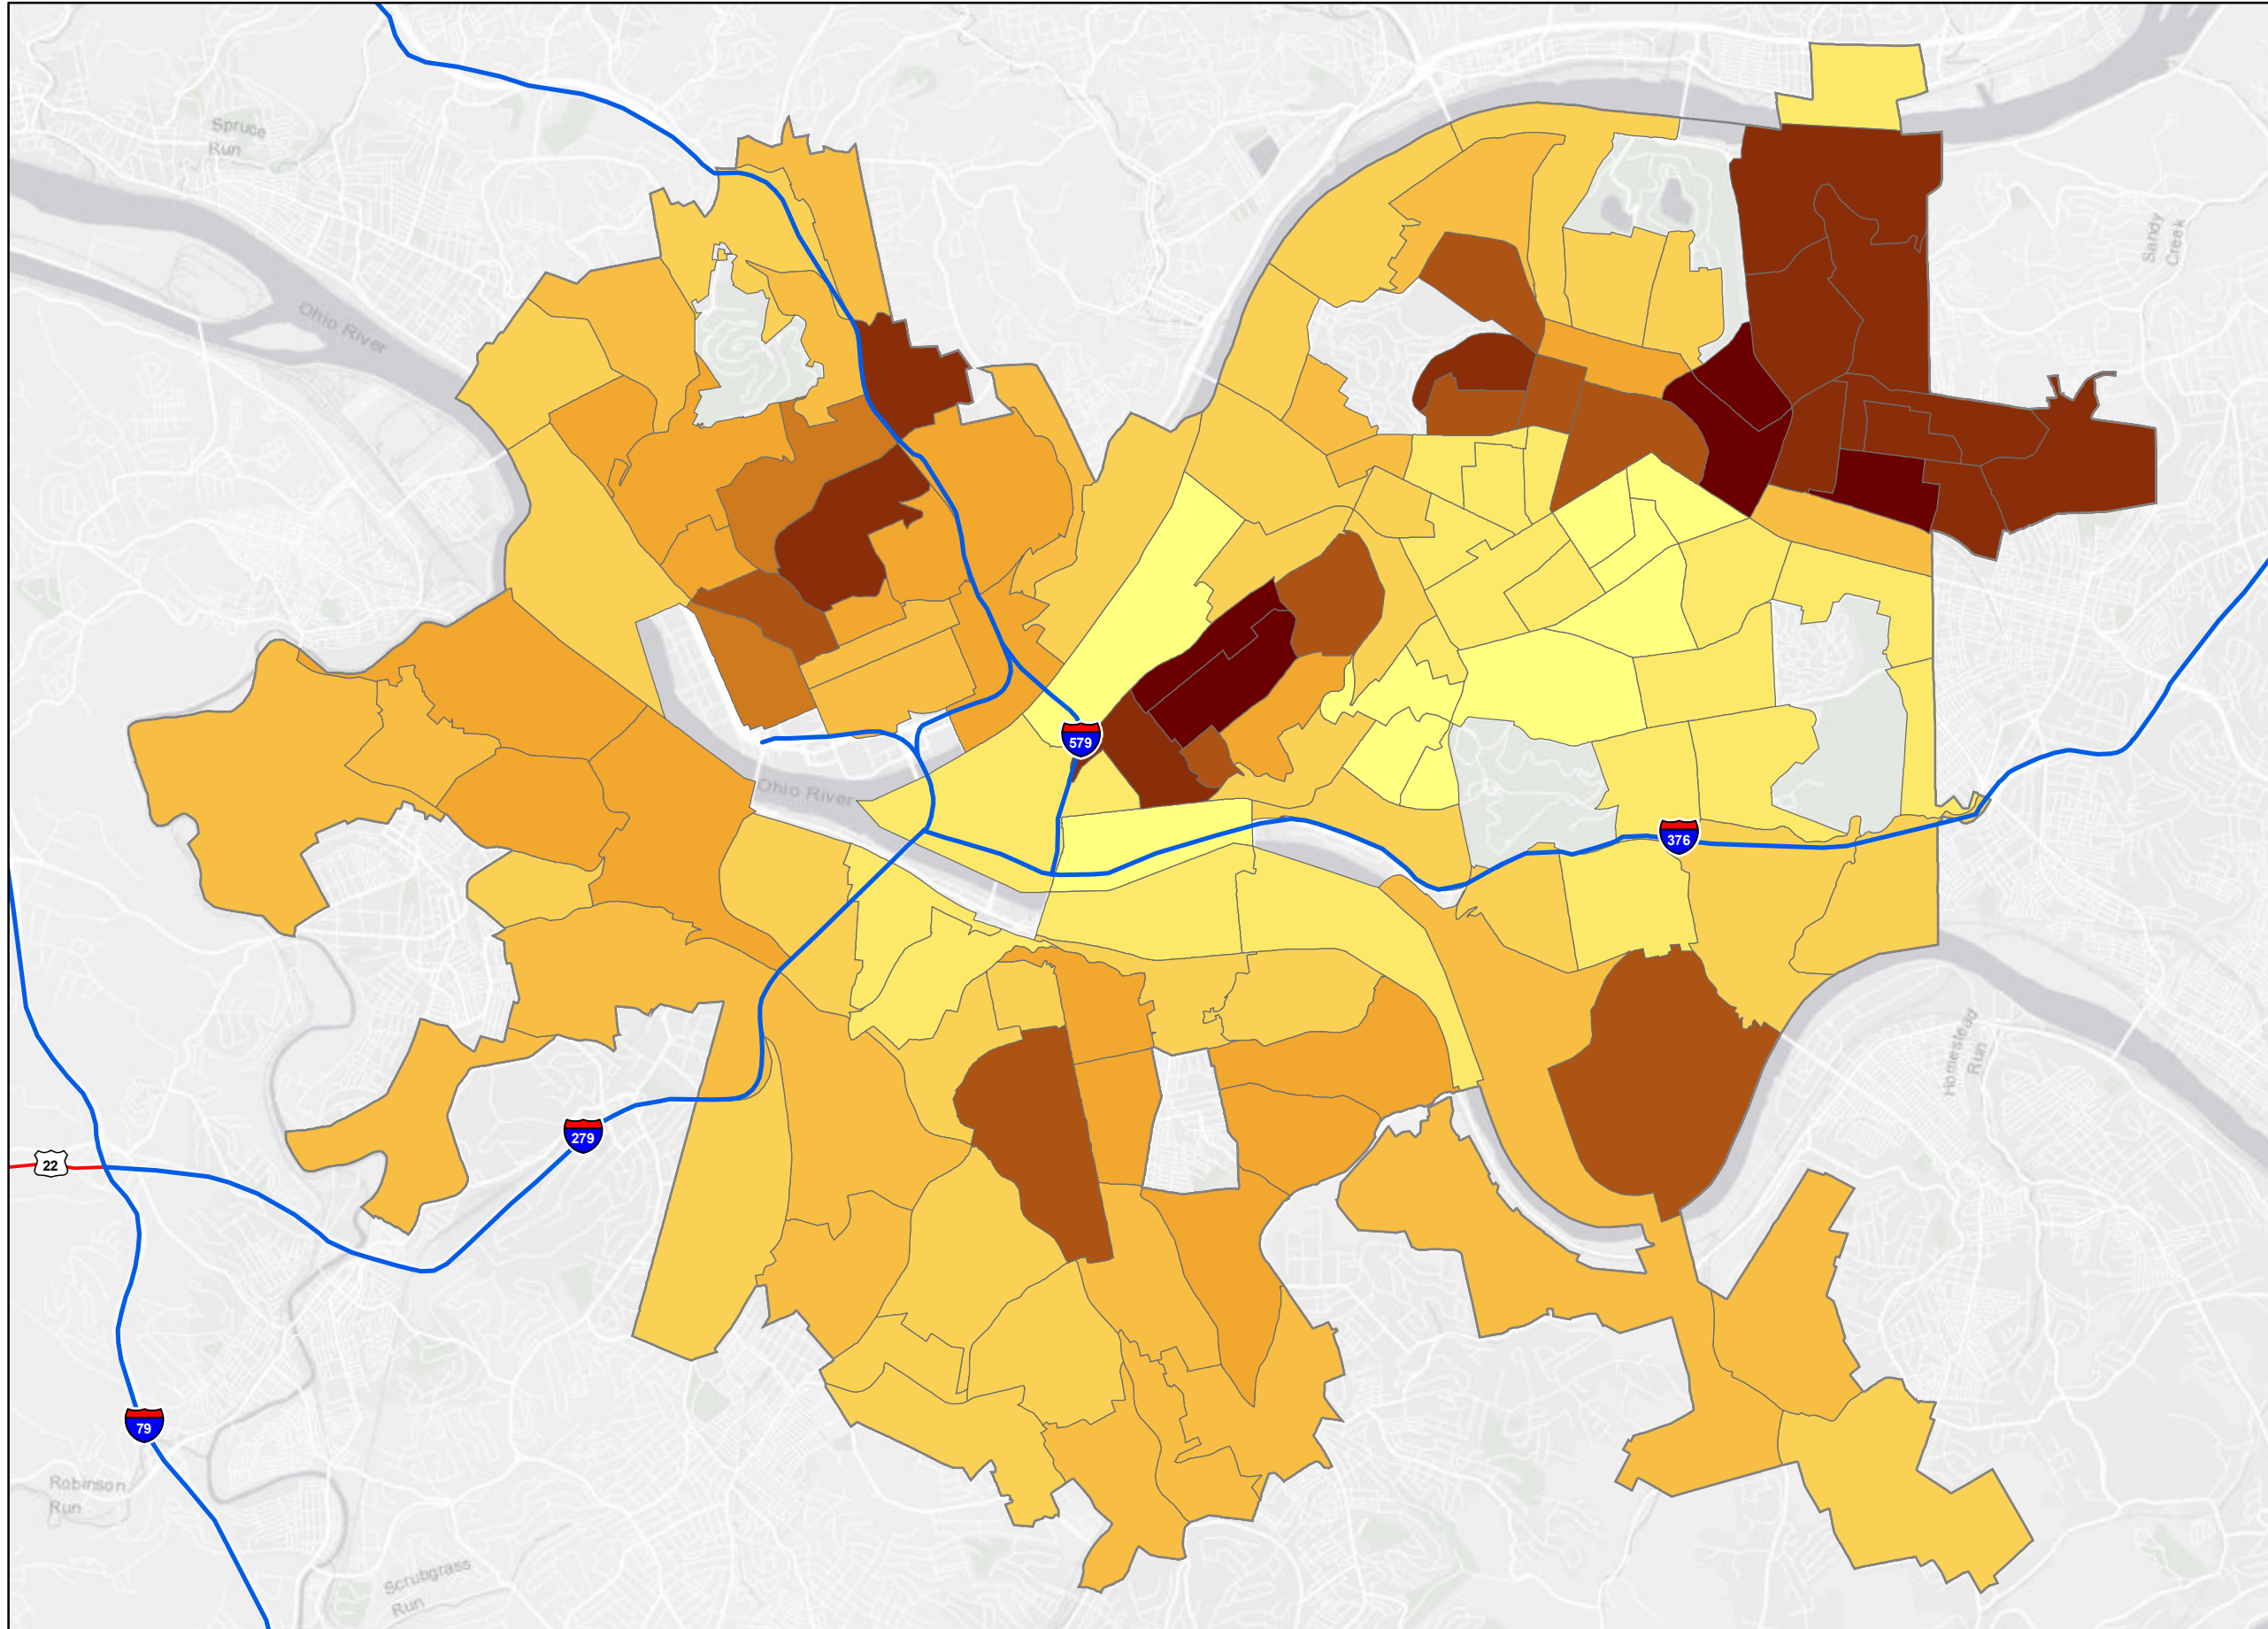 Spruce
Run
Sandy
Creek
Ohio River
579
Ohio River
376
Homestead
Run
279
22
79
Robinson
Run
Scrubgrass
Run